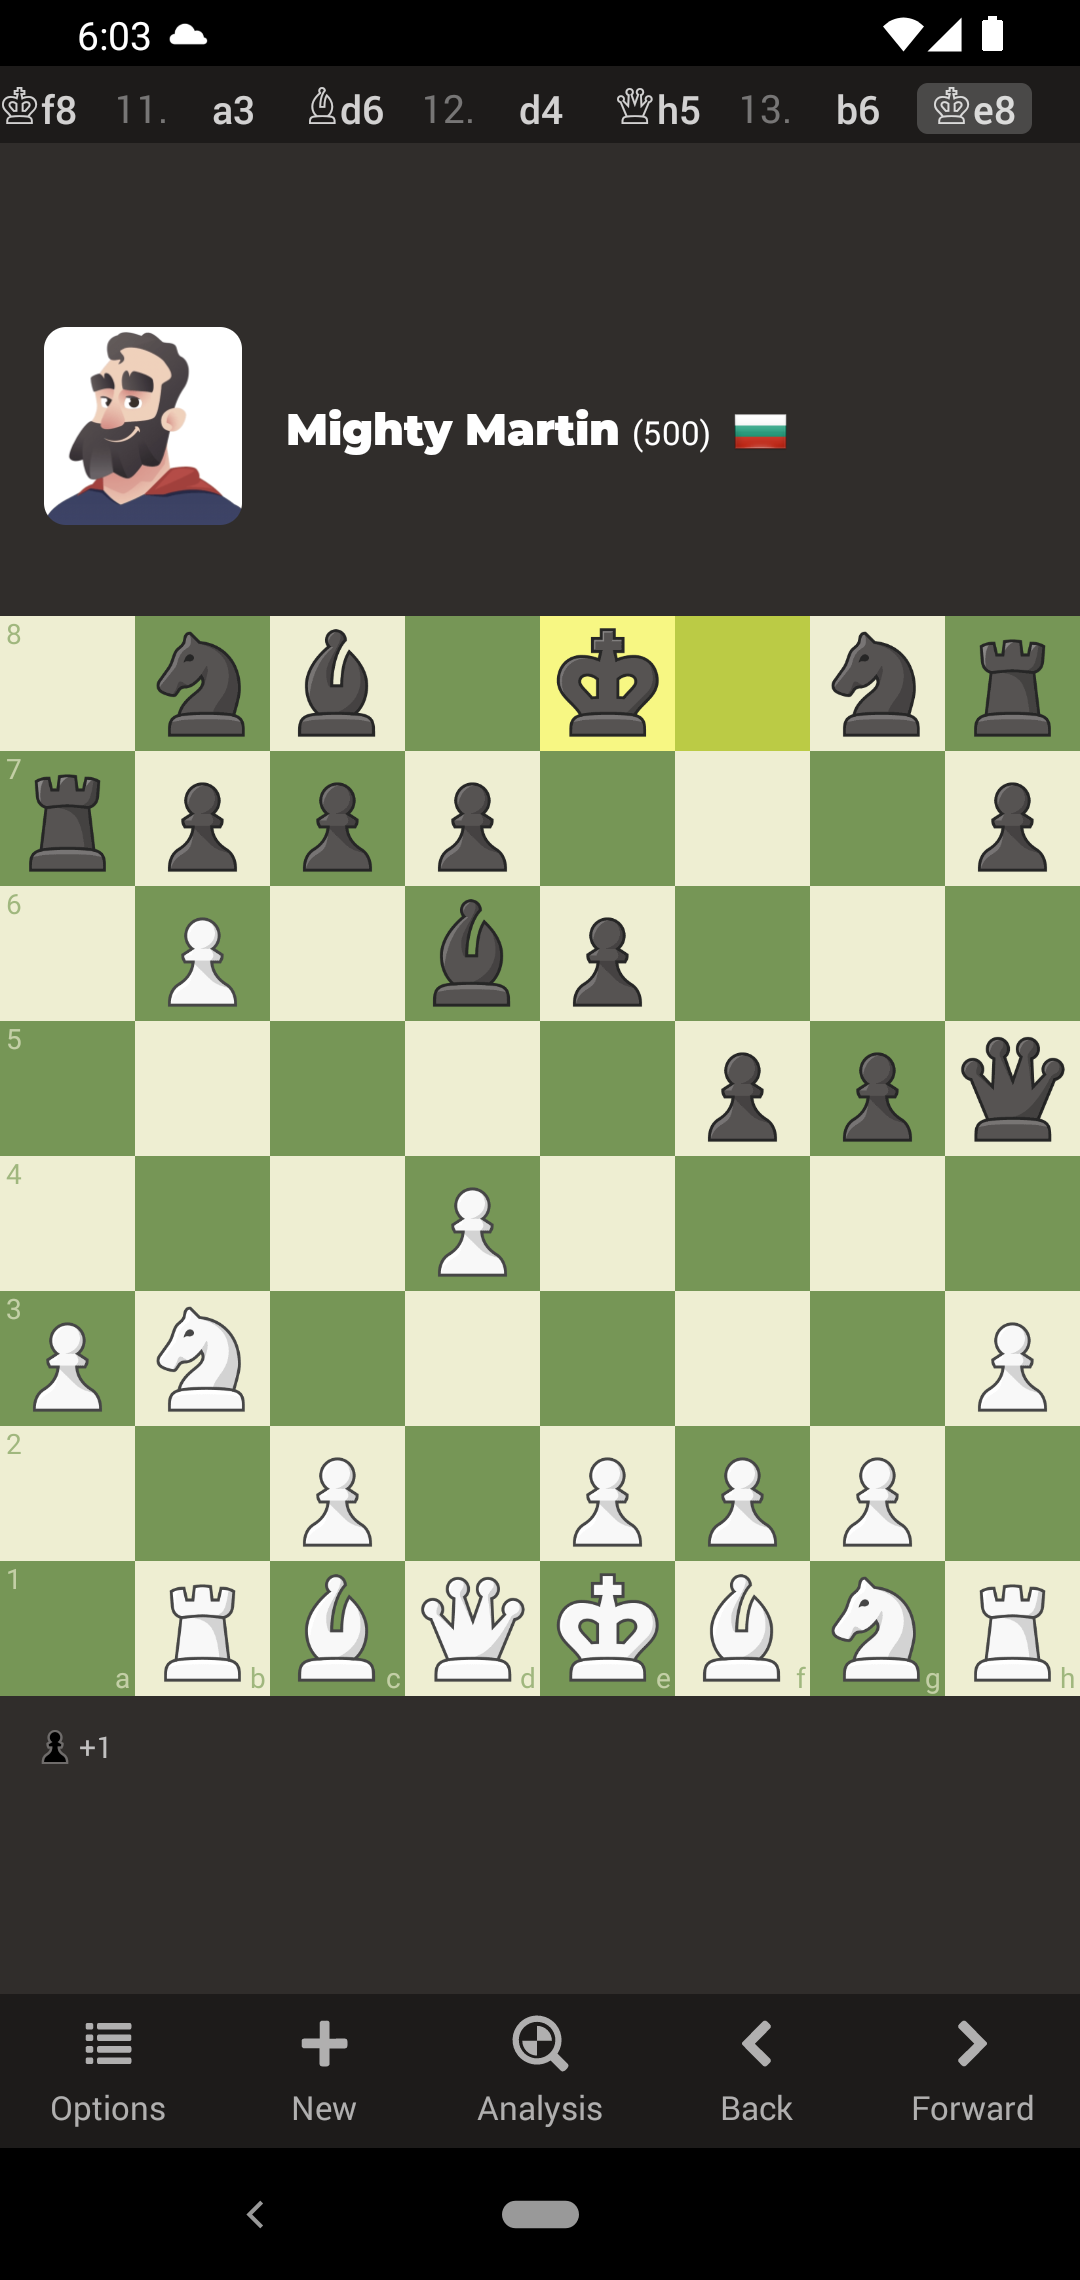 6:03
♔f8 11. a3 ♗d6 12. d4 ♕h5 13. b6 ♔e8
Mighty Martin (500)
8
7
6
5
4
3
2
1
a b c d e f g h
+1
Options New Analysis Back Forward